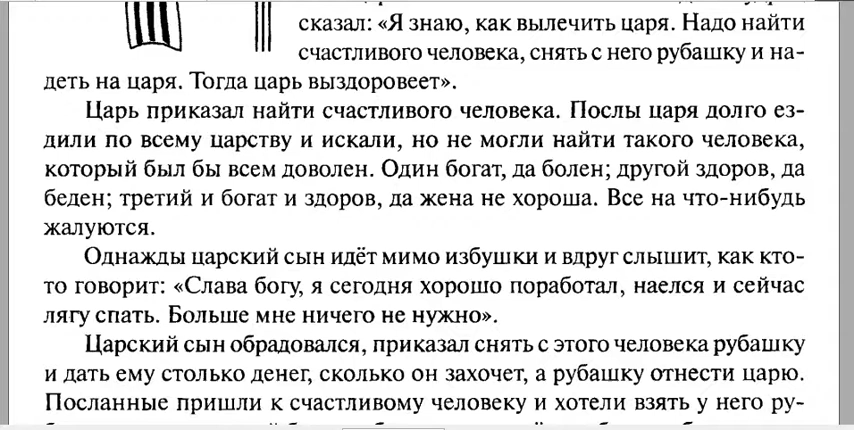 сказал: «Я знаю, как вылечить царя. Надо найти
счастливого человека, снять с него рубашку и на-
деть на царя. Тогда царь выздоровеет».
Царь приказал найти счастливого человека. Послы царя долго ез-
дили по всему царству и искали, но не могли найти такого человека,
который был бы всем доволен. Один богат, да болен; другой здоров, да
беден; третий и богат и здоров, да жена не хороша. Все на что-нибудь
жалуются.
Однажды царский сын идёт мимо избушки и вдруг слышит, как кто-
то говорит: «Слава богу, я сегодня хорошо поработал, наелся и сейчас
лягу спать. Больше мне ничего не нужно».
Царский сын обрадовался, приказал снять с этого человека рубашку
и дать ему столько денег, сколько он захочет, а рубашку отнести царю.
Посланные пришли к счастливому человеку и хотели взять у него ру-